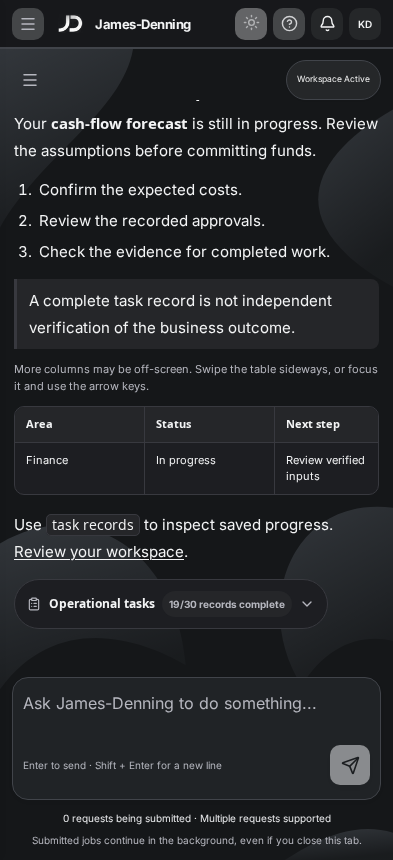 James-Denning
KD
Workspace Active
Your cash-flow forecast is still in progress. Review
the assumptions before committing funds.
1. Confirm the expected costs.
2. Review the recorded approvals.
3. Check the evidence for completed work.
A complete task record is not independent
verification of the business outcome.
More columns may be off-screen. Swipe the table sideways, or focus
it and use the arrow keys.
Area Status Next step
Finance In progress Review verified
inputs
Use task records to inspect saved progress.
Review your workspace.
Operational tasks 19/30 records complete
Ask James-Denning to do something...
Enter to send · Shift + Enter for a new line
0 requests being submitted · Multiple requests supported
Submitted jobs continue in the background, even if you close this tab.